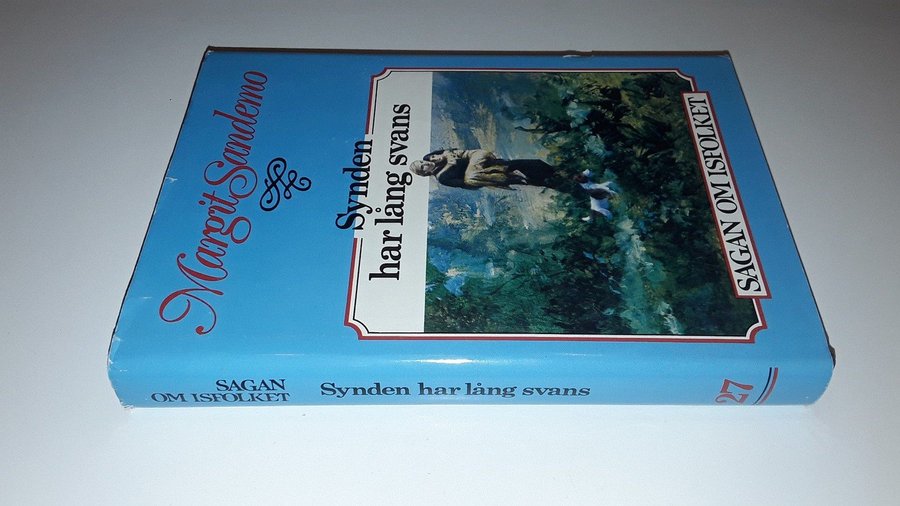 Margit Sandemo
Synden
har lång svans
SAGAN OM ISFOLKET
SAGAN
OM ISFOLKET
Synden har lång svans
27